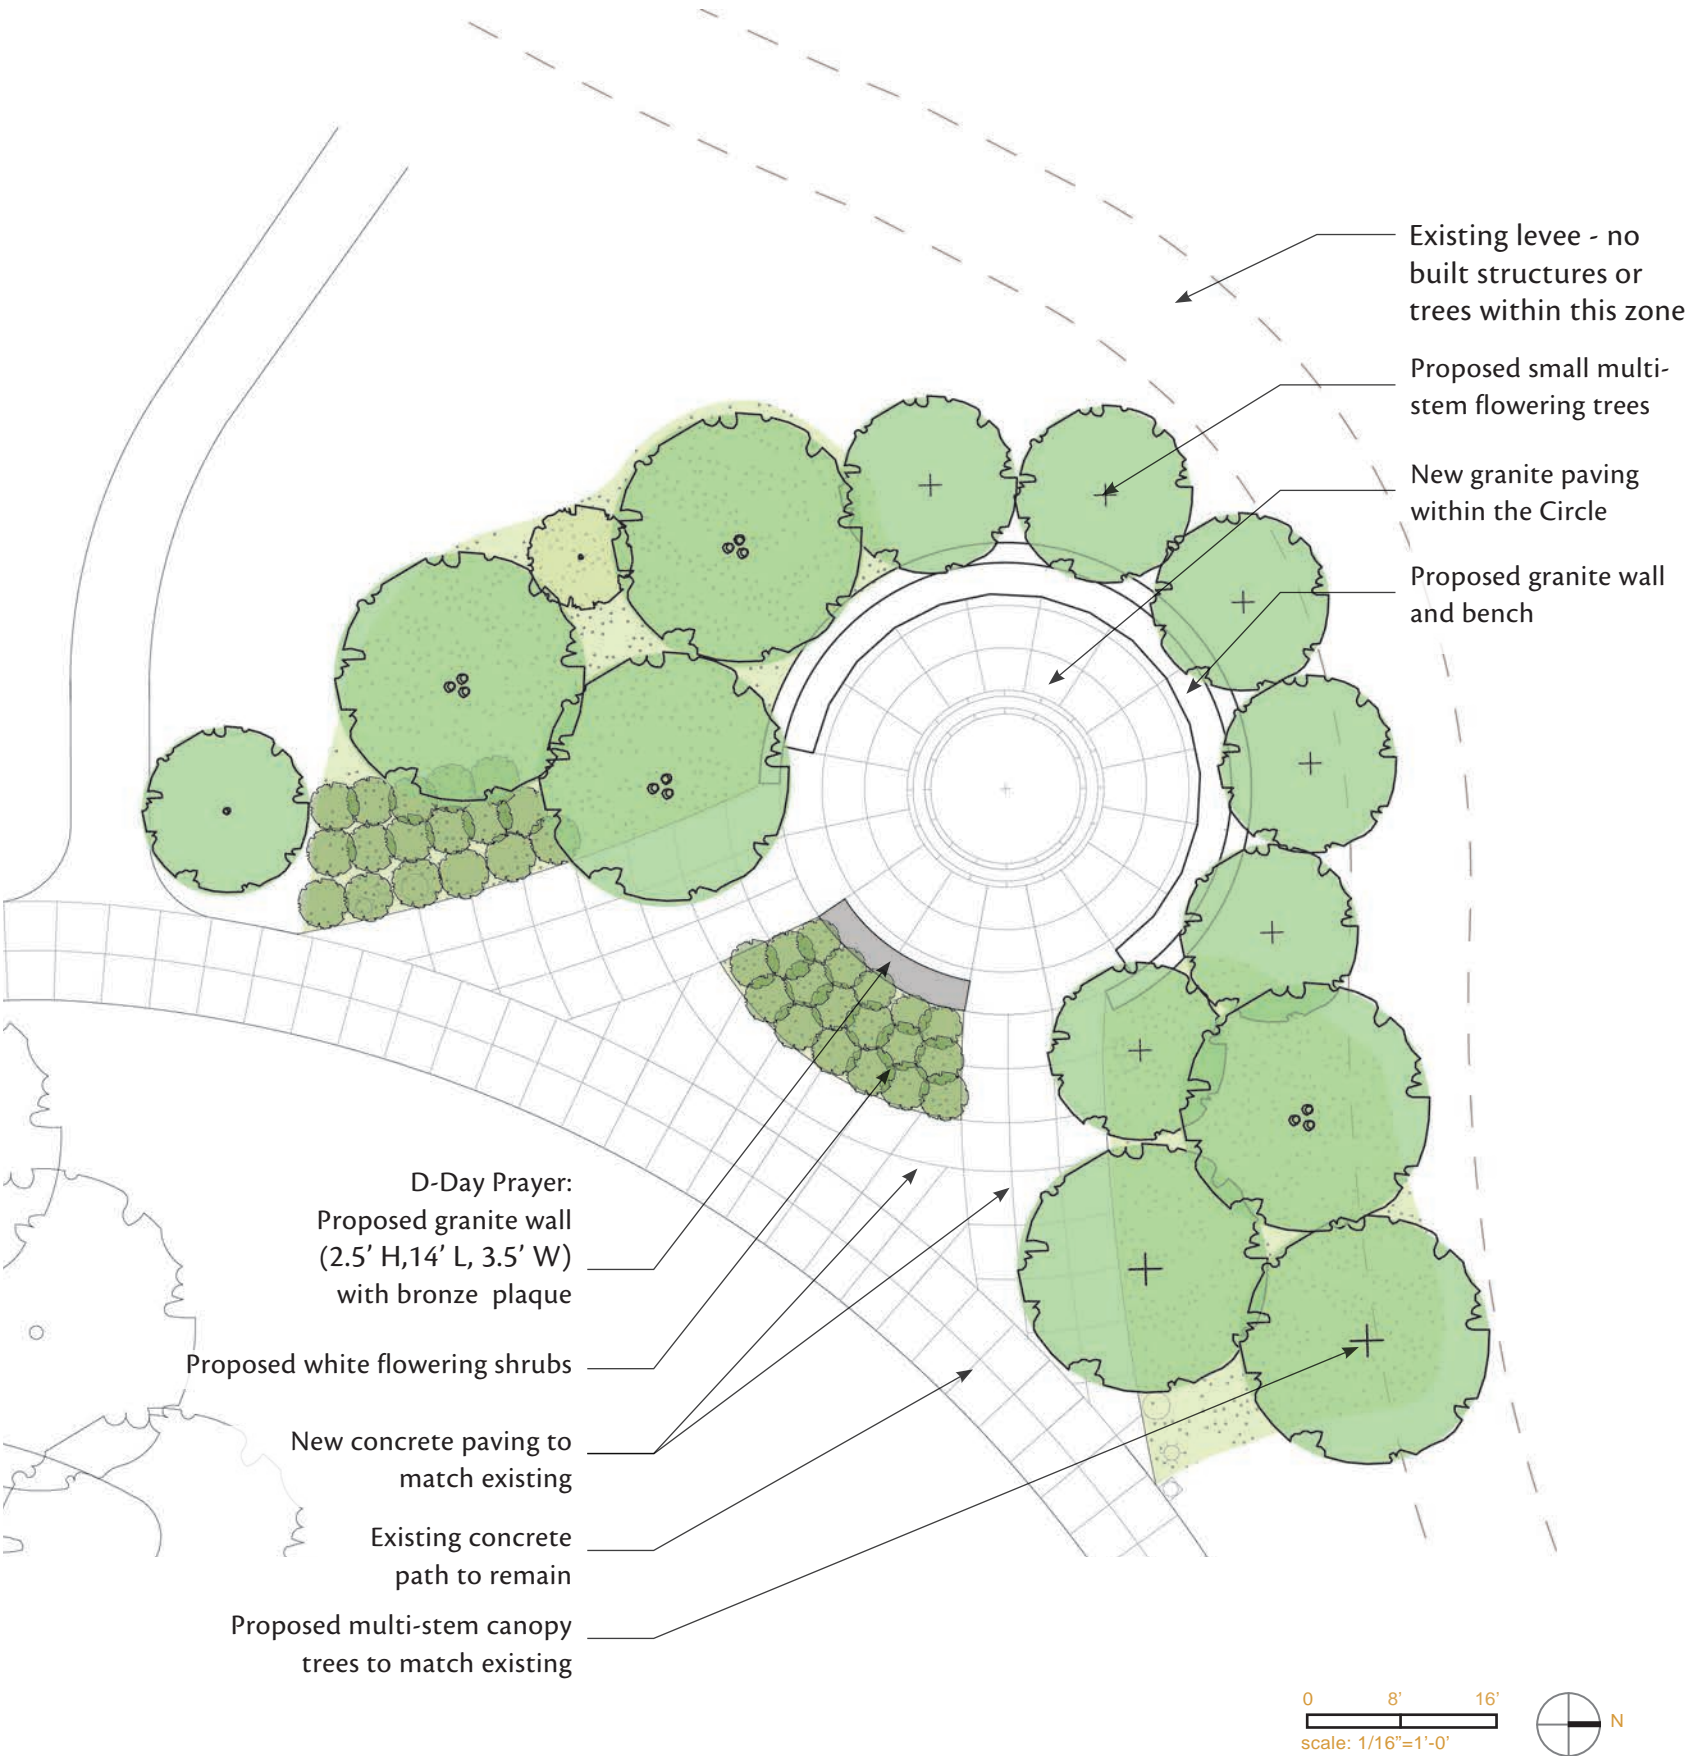 Existing levee - no
built structures or
trees within this zone
Proposed small multi-
stem flowering trees
New granite paving
within the Circle
Proposed granite wall
and bench
D-Day Prayer:
Proposed granite wall
(2.5’ H,14’ L, 3.5’ W)
with bronze plaque
Proposed white flowering shrubs
New concrete paving to
match existing
Existing concrete
path to remain
Proposed multi-stem canopy
trees to match existing
0 8’ 16’
scale: 1/16”=1’-0’
N